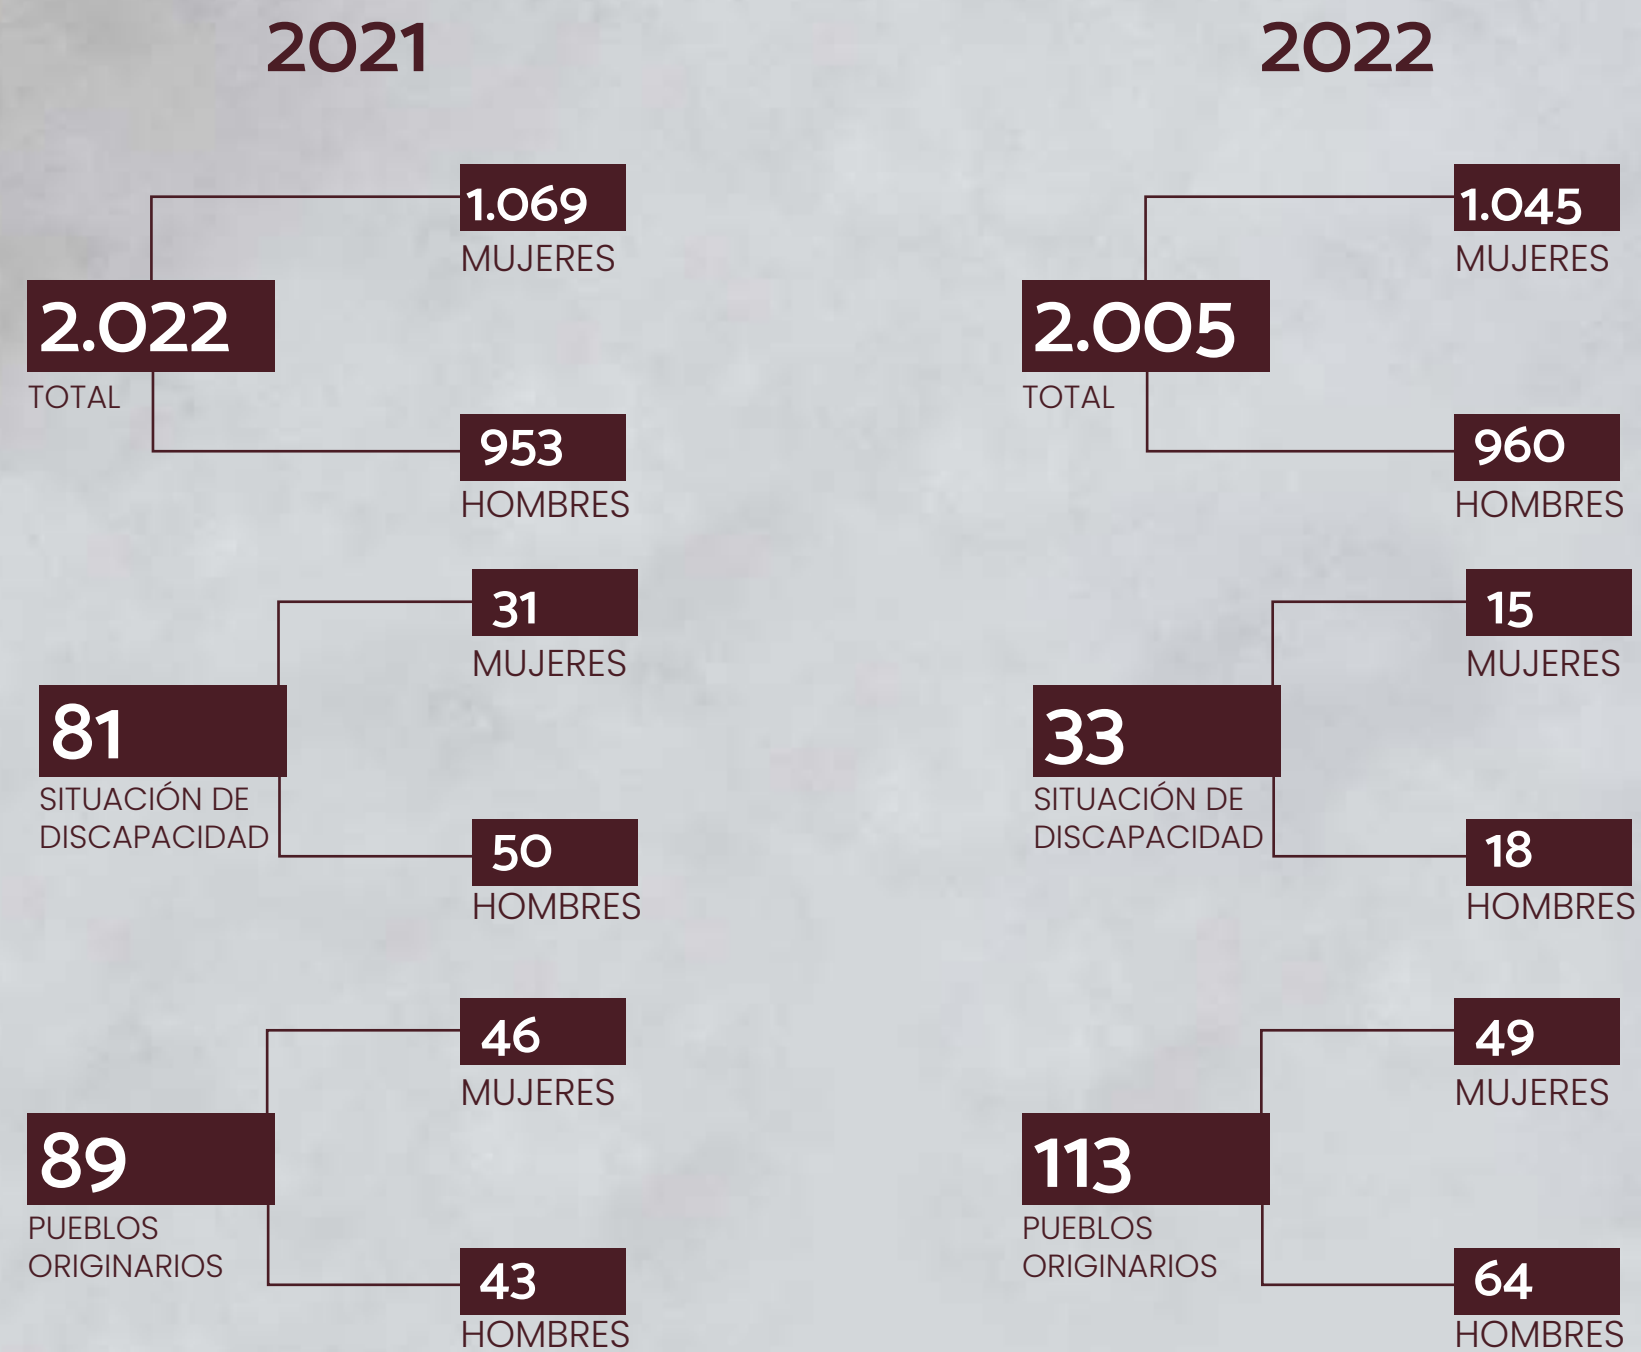 2021
1.069
MUJERES
2.022
TOTAL
953
HOMBRES
31
MUJERES
81
SITUACIÓN DE
DISCAPACIDAD
50
HOMBRES
46
MUJERES
89
PUEBLOS
ORIGINARIOS
43
HOMBRES
2022
1.045
MUJERES
2.005
TOTAL
960
HOMBRES
15
MUJERES
33
SITUACIÓN DE
DISCAPACIDAD
18
HOMBRES
49
MUJERES
113
PUEBLOS
ORIGINARIOS
64
HOMBRES